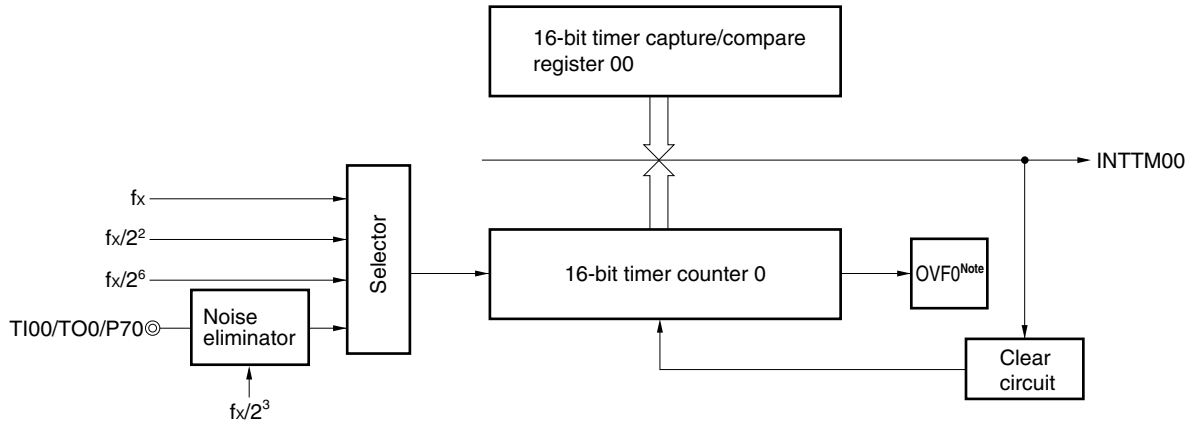 16-bit timer capture/compare
register 00
INTTM00
fx
fx/2²
fx/2⁶
Selector
16-bit timer counter 0
OVF0Note
TI00/TO0/P70
Noise
eliminator
Clear
circuit
fx/2³